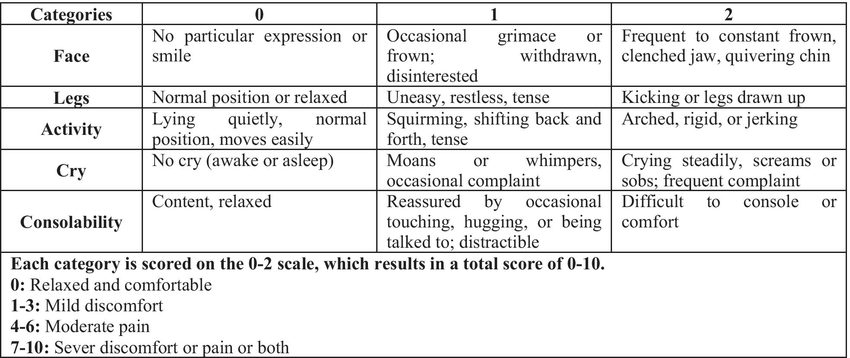 Categories 0 1 2
Face
No particular expression or
smile
Occasional grimace or
frown; withdrawn,
disinterested
Frequent to constant frown,
clenched jaw, quivering chin
Legs Normal position or relaxed Uneasy, restless, tense Kicking or legs drawn up
Activity
Lying quietly, normal
position, moves easily
Squirming, shifting back and
forth, tense
Arched, rigid, or jerking
Cry
No cry (awake or asleep)
Moans or whimpers,
occasional complaint
Crying steadily, screams or
sobs; frequent complaint
Consolability
Content, relaxed
Reassured by occasional
touching, hugging, or being
talked to; distractible
Difficult to console or
comfort
Each category is scored on the 0-2 scale, which results in a total score of 0-10.
0: Relaxed and comfortable
1-3: Mild discomfort
4-6: Moderate pain
7-10: Sever discomfort or pain or both